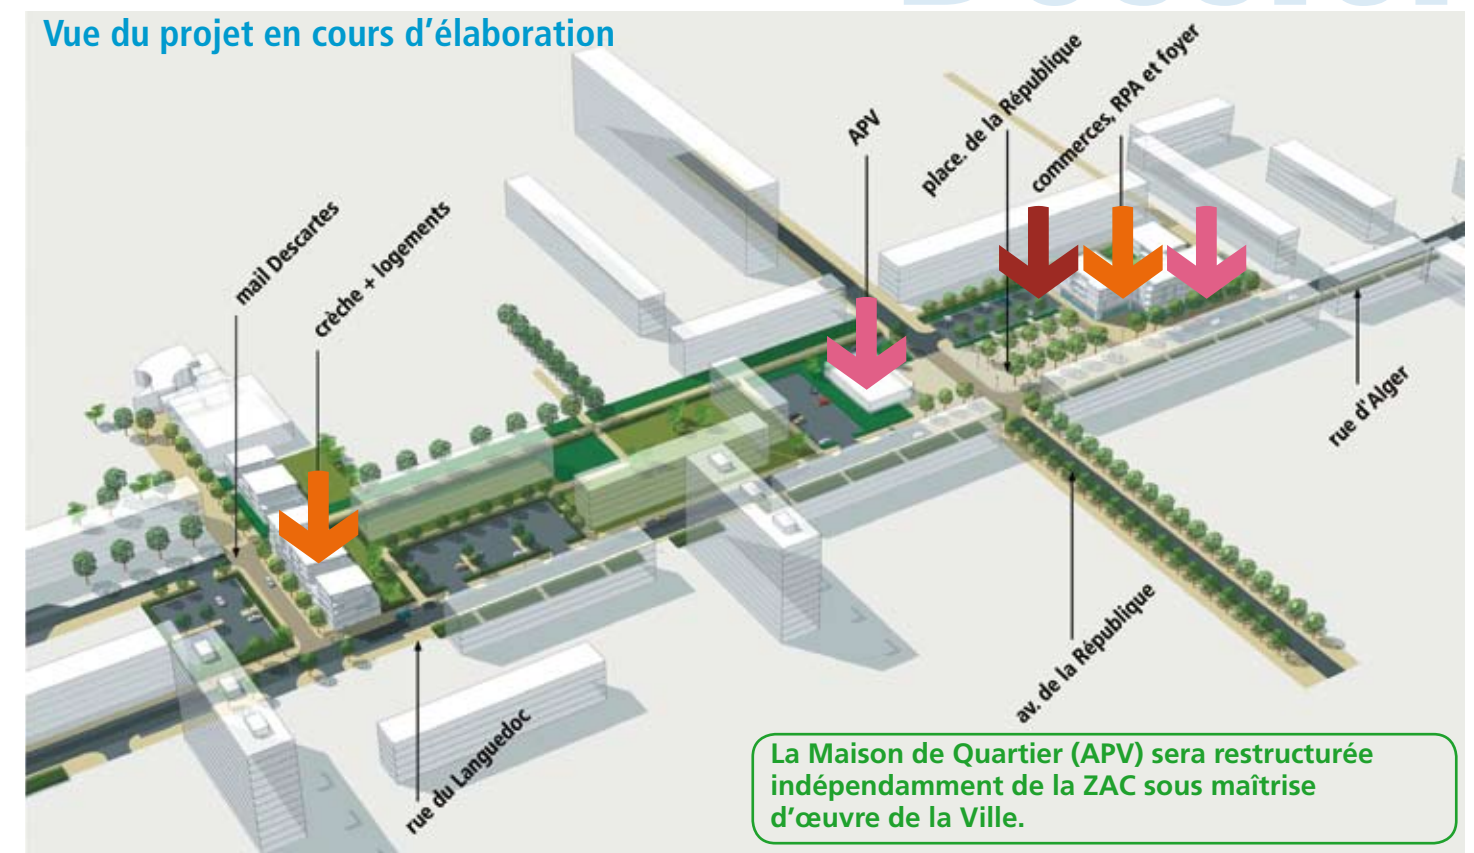 Dossier
Vue du projet en cours d’élaboration
mail Descartes
crèche + logements
APV
place. de la République
commerces, RPA et foyer
rue d'Alger
av. de la République
rue du Languedoc
La Maison de Quartier (APV) sera restructurée
indépendamment de la ZAC sous maîtrise
d’œuvre de la Ville.